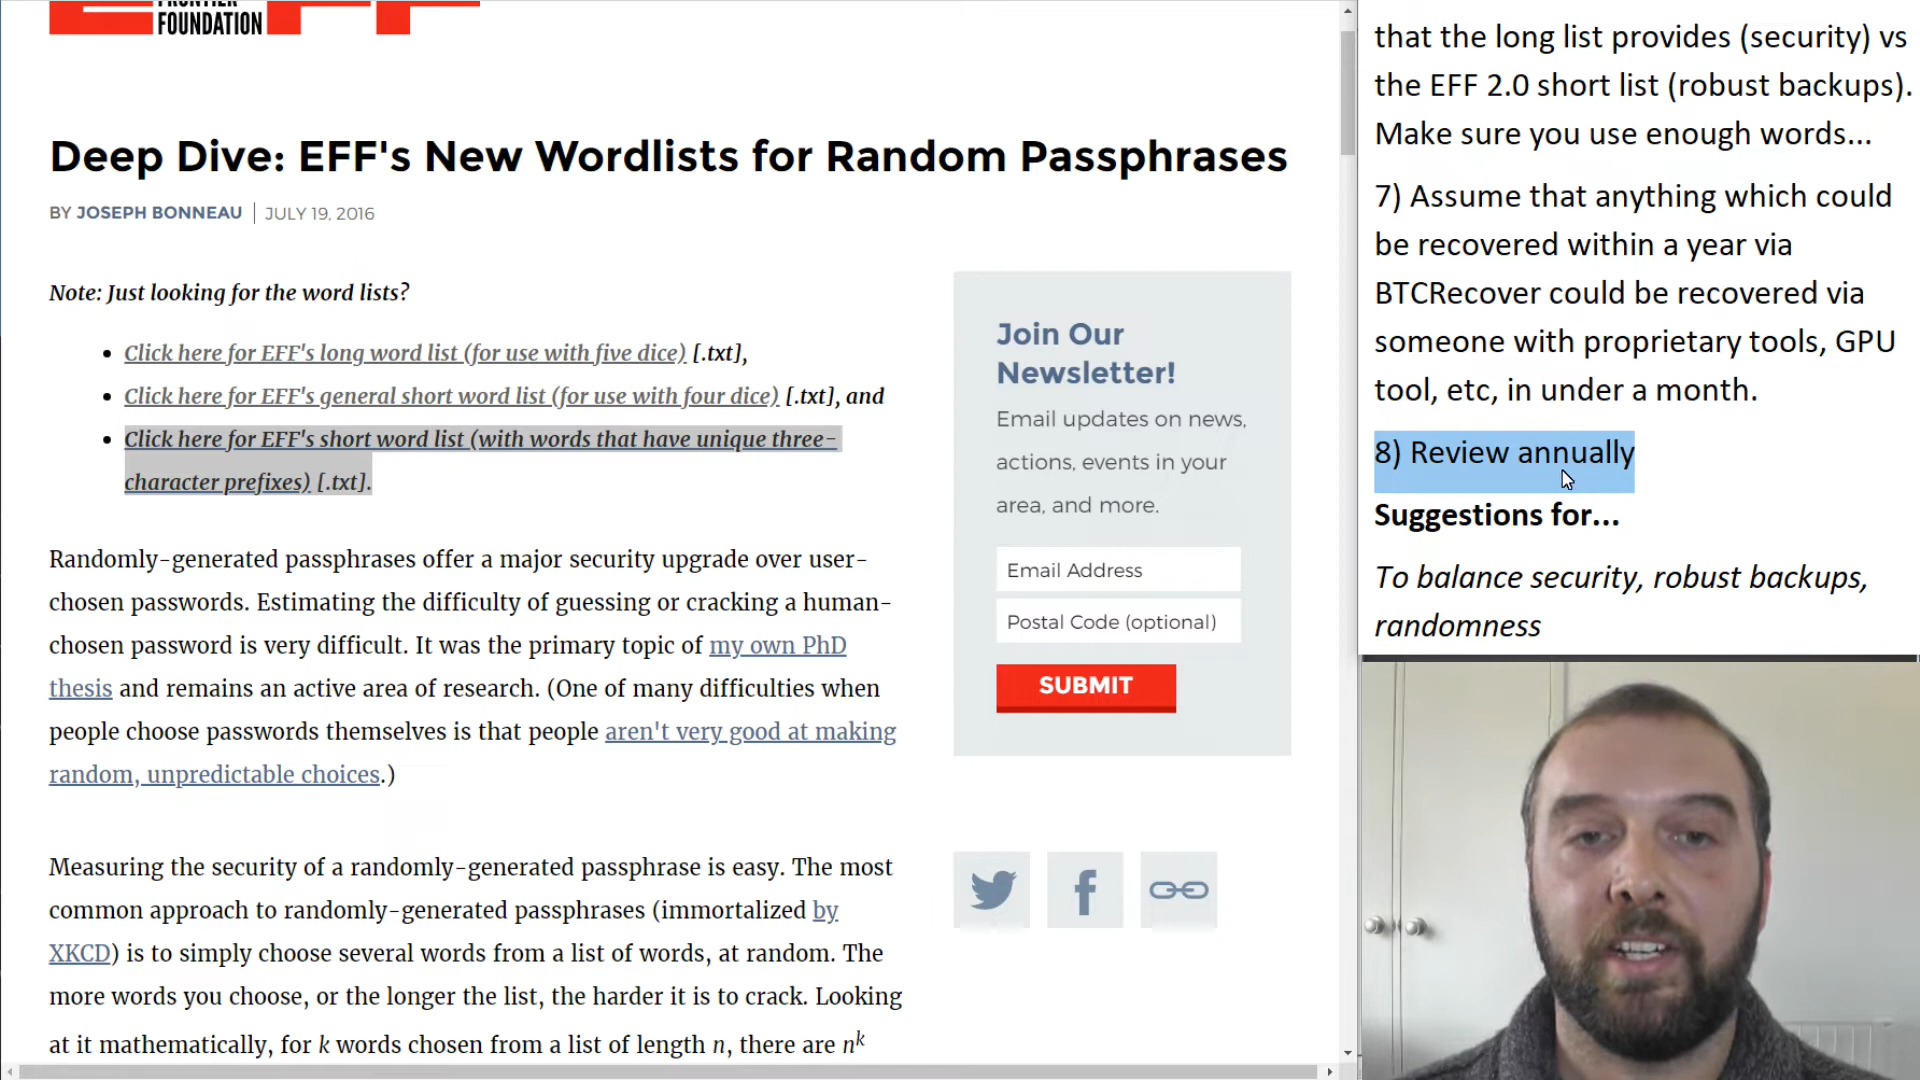 FRONTIER
FOUNDATION
Deep Dive: EFF's New Wordlists for Random Passphrases
BY JOSEPH BONNEAU | JULY 19, 2016
Note: Just looking for the word lists?
• Click here for EFF's long word list (for use with five dice) [.txt],
• Click here for EFF's general short word list (for use with four dice) [.txt], and
• Click here for EFF's short word list (with words that have unique three-
character prefixes) [.txt].
Randomly-generated passphrases offer a major security upgrade over user-
chosen passwords. Estimating the difficulty of guessing or cracking a human-
chosen password is very difficult. It was the primary topic of my own PhD
thesis and remains an active area of research. (One of many difficulties when
people choose passwords themselves is that people aren't very good at making
random, unpredictable choices.)
Measuring the security of a randomly-generated passphrase is easy. The most
common approach to randomly-generated passphrases (immortalized by
XKCD) is to simply choose several words from a list of words, at random. The
more words you choose, or the longer the list, the harder it is to crack. Looking
at it mathematically, for k words chosen from a list of length n, there are n^k
Join Our
Newsletter!
Email updates on news,
actions, events in your
area, and more.
Email Address
Postal Code (optional)
SUBMIT
that the long list provides (security) vs
the EFF 2.0 short list (robust backups).
Make sure you use enough words...
7) Assume that anything which could
be recovered within a year via
BTCRecover could be recovered via
someone with proprietary tools, GPU
tool, etc, in under a month.
8) Review annually
Suggestions for...
To balance security, robust backups,
randomness